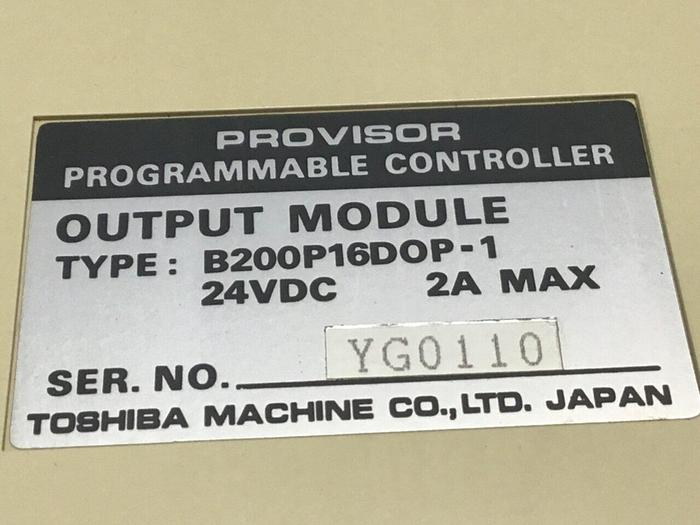 PROVISOR
PROGRAMMABLE CONTROLLER
OUTPUT MODULE
TYPE: B200P16DOP-1
24VDC 2A MAX
SER. NO. YG0110
TOSHIBA MACHINE CO.,LTD. JAPAN